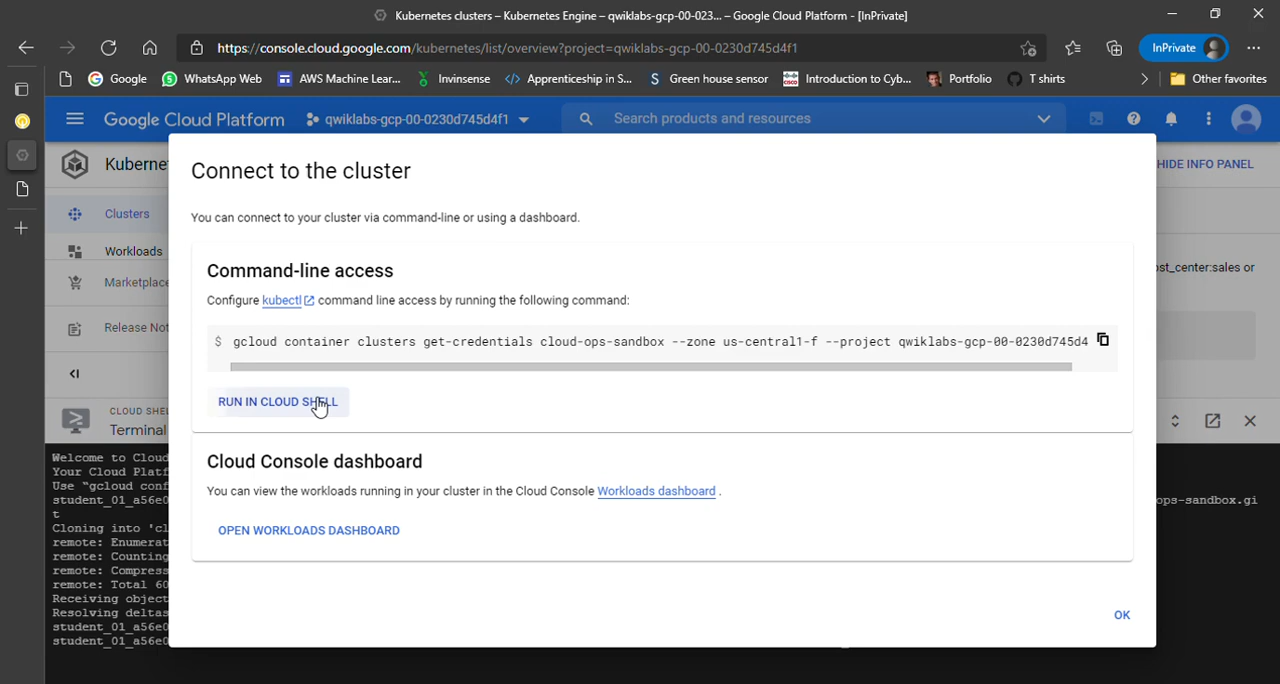 Kubernetes clusters – Kubernetes Engine – qwiklabs-gcp-00-023... – Google Cloud Platform - [InPrivate]
https://console.cloud.google.com/kubernetes/list/overview?project=qwiklabs-gcp-00-0230d745d4f1
InPrivate
Google
WhatsApp Web
AWS Machine Lear...
Invinsense
Apprenticeship in S...
Green house sensor
Introduction to Cyb...
Portfolio
T shirts
Other favorites
Google Cloud Platform
qwiklabs-gcp-00-0230d745d4f1
Search products and resources
Kuberne
HIDE INFO PANEL
Clusters
Workloads
Marketplace
Release Not
ost_center:sales or
Connect to the cluster
You can connect to your cluster via command-line or using a dashboard.
Command-line access
Configure kubectl command line access by running the following command:
$ gcloud container clusters get-credentials cloud-ops-sandbox --zone us-central1-f --project qwiklabs-gcp-00-0230d745d4
RUN IN CLOUD SHELL
Cloud Console dashboard
You can view the workloads running in your cluster in the Cloud Console Workloads dashboard .
OPEN WORKLOADS DASHBOARD
OK
CLOUD SHEL
Terminal
Welcome to Cloud
Your Cloud Platf
Use "gcloud conf
student_01_a56e0
ops-sandbox.gi
t
Cloning into 'cl
remote: Enumerat
remote: Counting
remote: Compress
remote: Total 60
Receiving object
Resolving deltas
student_01_a56e0
student_01_a56e0